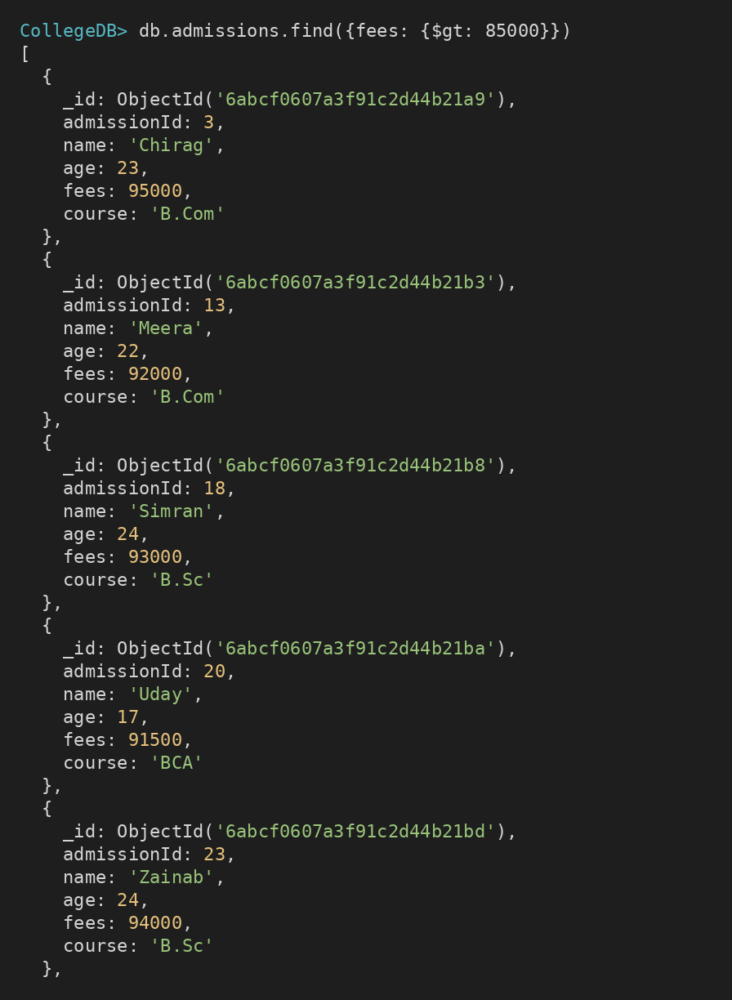 CollegeDB> db.admissions.find({fees: {$gt: 85000}})
[
  {
    _id: ObjectId('6abcf0607a3f91c2d44b21a9'),
    admissionId: 3,
    name: 'Chirag',
    age: 23,
    fees: 95000,
    course: 'B.Com'
  },
  {
    _id: ObjectId('6abcf0607a3f91c2d44b21b3'),
    admissionId: 13,
    name: 'Meera',
    age: 22,
    fees: 92000,
    course: 'B.Com'
  },
  {
    _id: ObjectId('6abcf0607a3f91c2d44b21b8'),
    admissionId: 18,
    name: 'Simran',
    age: 24,
    fees: 93000,
    course: 'B.Sc'
  },
  {
    _id: ObjectId('6abcf0607a3f91c2d44b21ba'),
    admissionId: 20,
    name: 'Uday',
    age: 17,
    fees: 91500,
    course: 'BCA'
  },
  {
    _id: ObjectId('6abcf0607a3f91c2d44b21bd'),
    admissionId: 23,
    name: 'Zainab',
    age: 24,
    fees: 94000,
    course: 'B.Sc'
  },